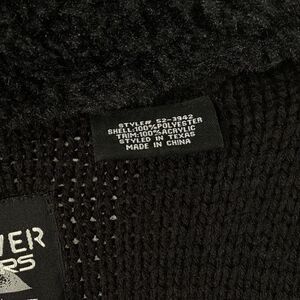 STYLE# 52-3942
SHELL:100%POLYESTER
TRIM:100%ACRYLIC
STYLED IN TEXAS
MADE IN CHINA